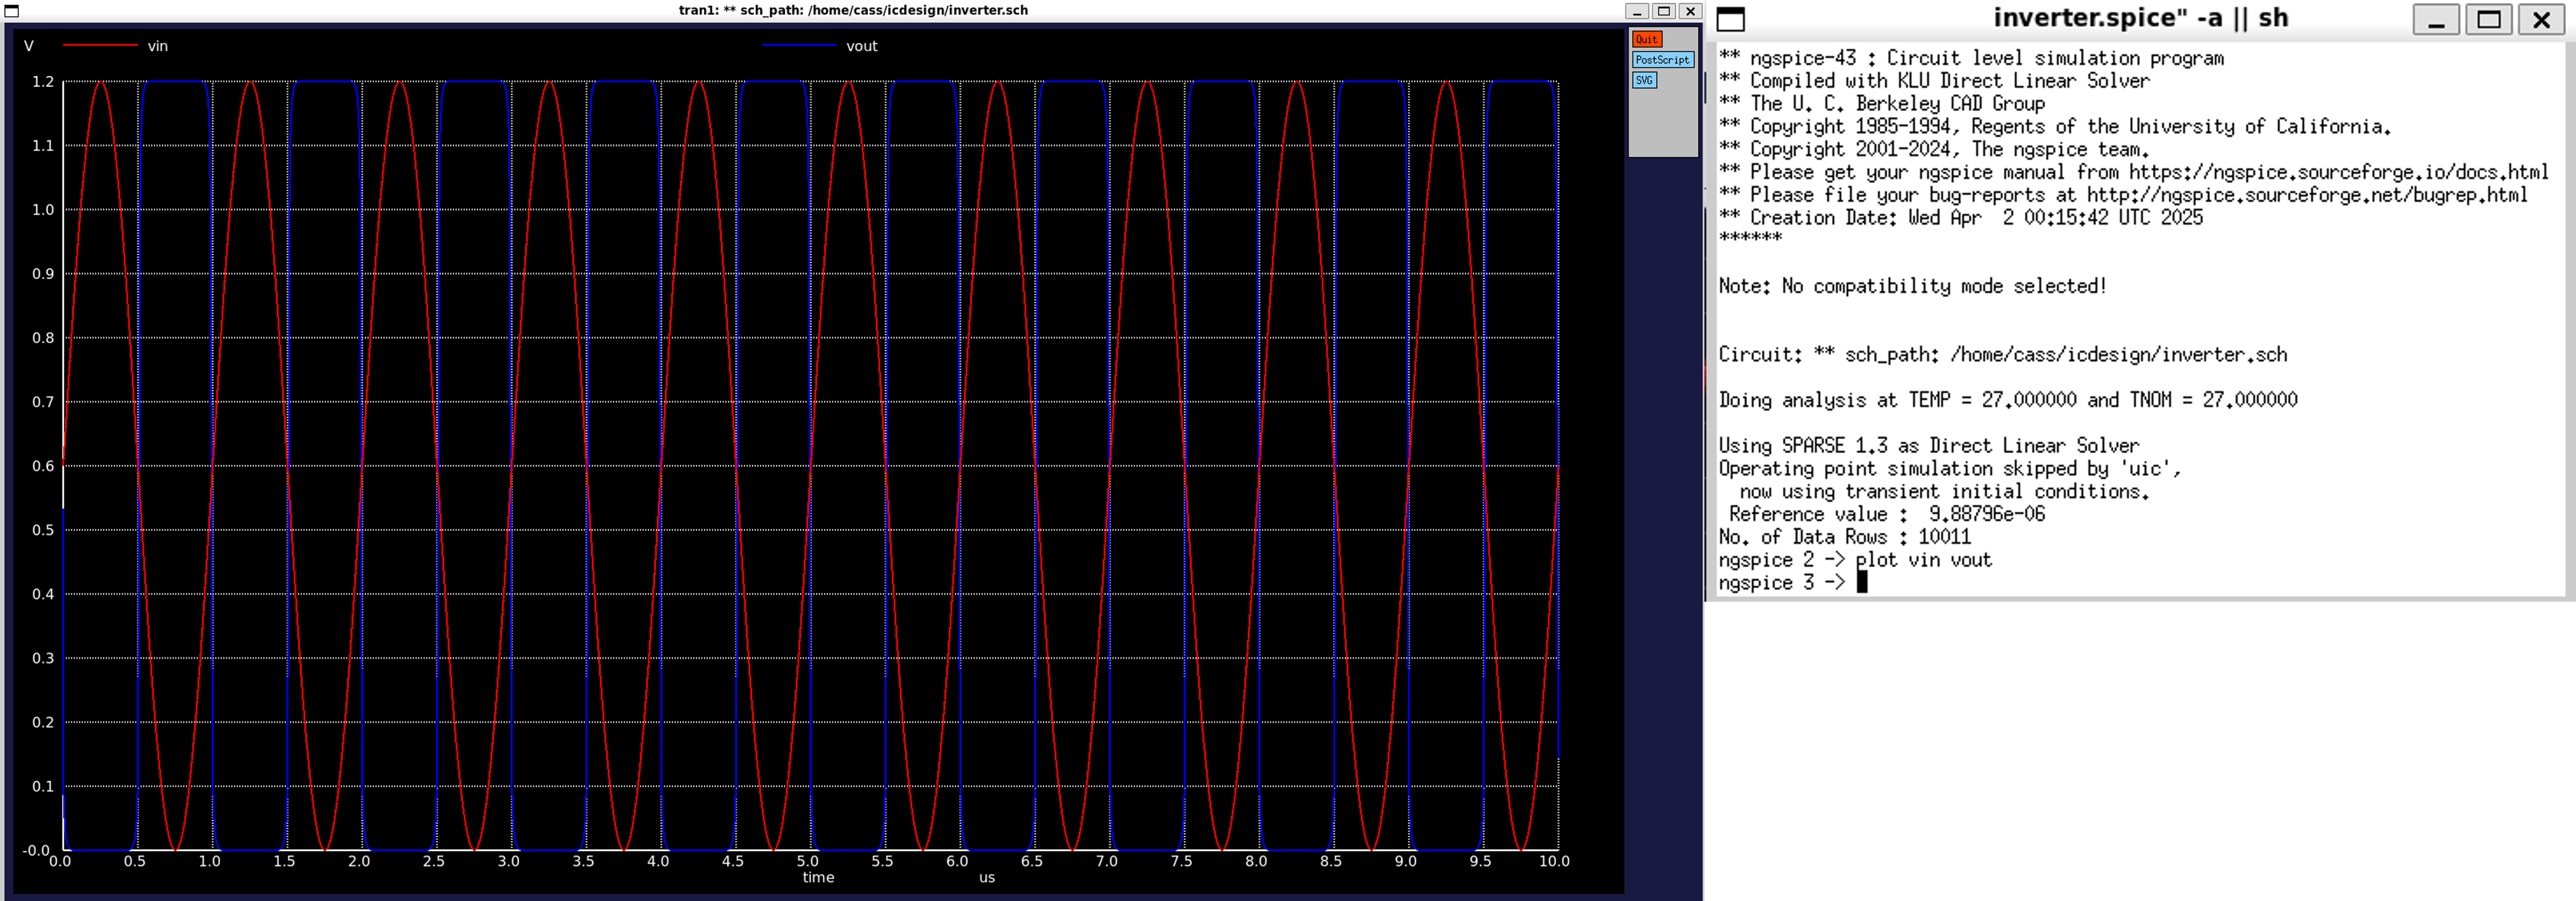 tran1: ** sch_path: /home/cass/icdesign/inverter.sch
V vin vout
Quit
PostScript
SVG
1.2
1.1
1.0
0.9
0.8
0.7
0.6
0.5
0.4
0.3
0.2
0.1
-0.0
0.0 0.5 1.0 1.5 2.0 2.5 3.0 3.5 4.0 4.5 5.0 5.5 6.0 6.5 7.0 7.5 8.0 8.5 9.0 9.5 10.0
time us
inverter.spice" -a || sh
** ngspice-43 : Circuit level simulation program
** Compiled with KLU Direct Linear Solver
** The U. C. Berkeley CAD Group
** Copyright 1985-1994, Regents of the University of California.
** Copyright 2001-2024, The ngspice team.
** Please get your ngspice manual from https://ngspice.sourceforge.io/docs.html
** Please file your bug-reports at http://ngspice.sourceforge.net/bugrep.html
** Creation Date: Wed Apr  2 00:15:42 UTC 2025
******
Note: No compatibility mode selected!
Circuit: ** sch_path: /home/cass/icdesign/inverter.sch
Doing analysis at TEMP = 27.000000 and TNOM = 27.000000
Using SPARSE 1.3 as Direct Linear Solver
Operating point simulation skipped by 'uic',
now using transient initial conditions.
Reference value :  9.88796e-06
No. of Data Rows : 10011
ngspice 2 -> plot vin vout
ngspice 3 ->